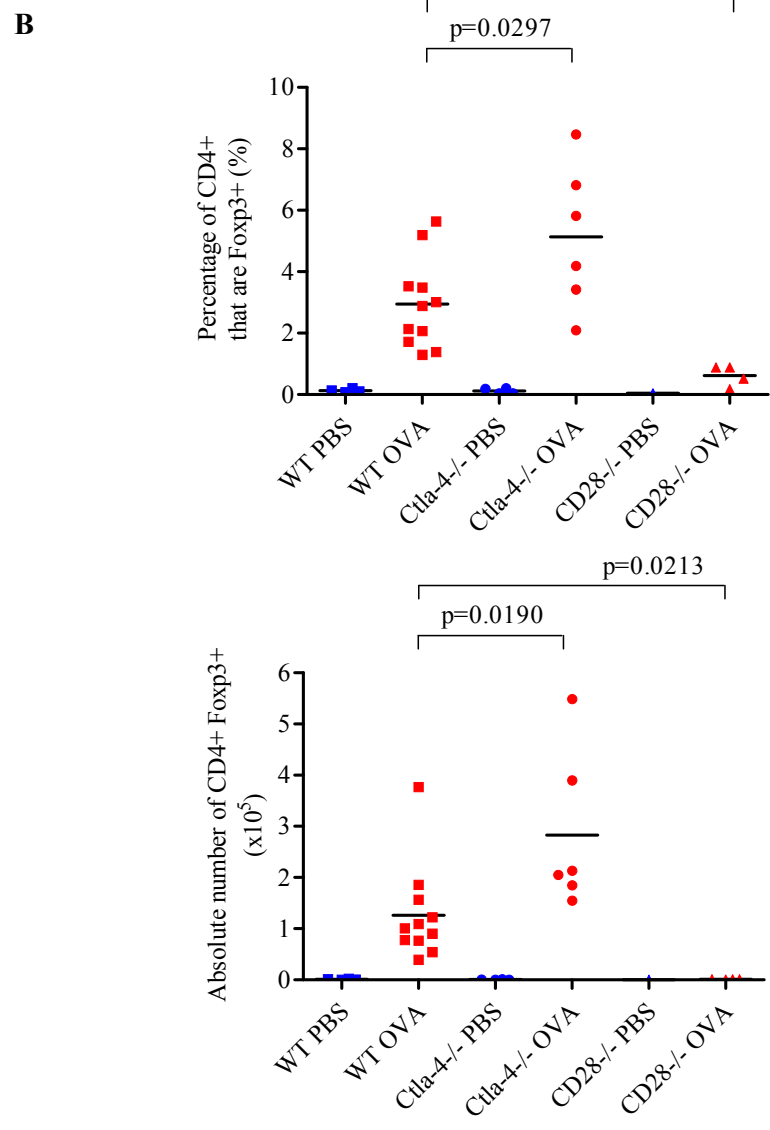 B
p=0.0297
Percentage of CD4+
that are Foxp3+ (%)
10
8
6
4
2
0
WT PBS
WT OVA
Ctla-4-/- PBS
Ctla-4-/- OVA
CD28-/- PBS
CD28-/- OVA
p=0.0213
p=0.0190
Absolute number of CD4+ Foxp3+
(x10⁵)
6
5
4
3
2
1
0
WT PBS
WT OVA
Ctla-4-/- PBS
Ctla-4-/- OVA
CD28-/- PBS
CD28-/- OVA